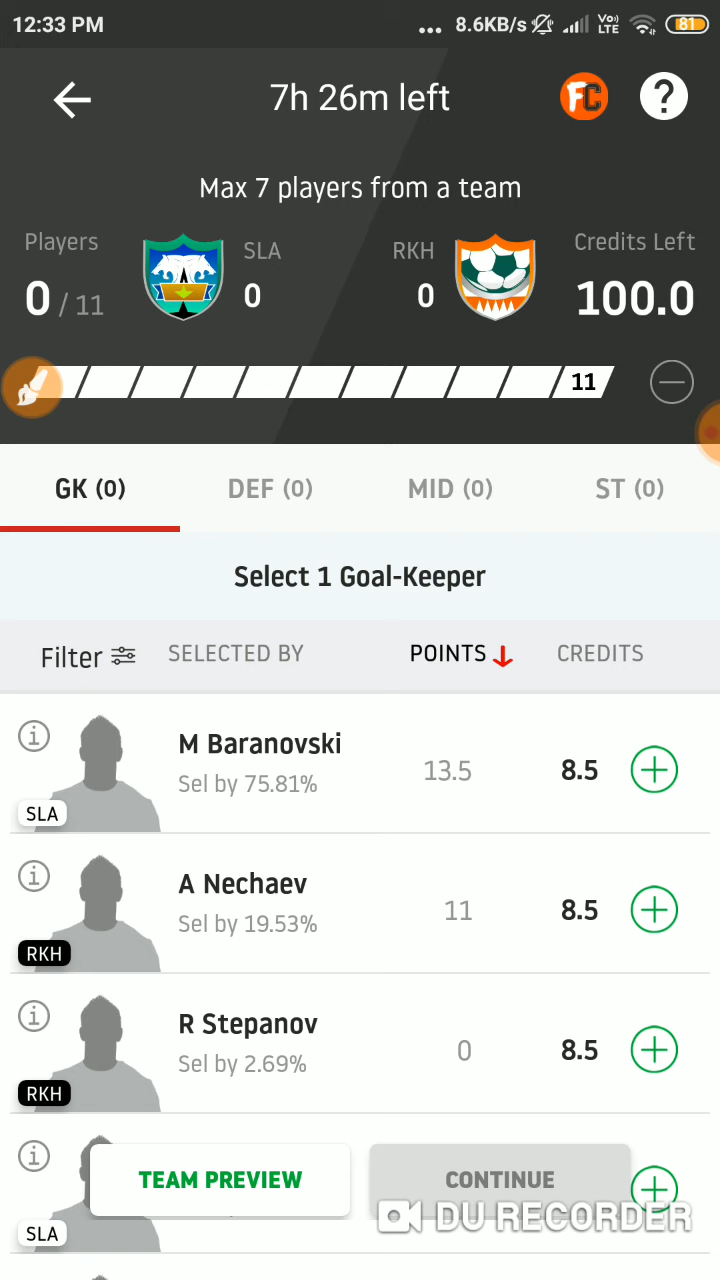 12:33 PM
... 8.6KB/s Vo)) LTE 81
7h 26m left
FC
?
Max 7 players from a team
Players SLA RKH Credits Left
0 / 11 0 0 100.0
11
GK (0) DEF (0) MID (0) ST (0)
Select 1 Goal-Keeper
Filter SELECTED BY POINTS CREDITS
M Baranovski
Sel by 75.81% 13.5 8.5
SLA
A Nechaev
Sel by 19.53% 11 8.5
RKH
R Stepanov
Sel by 2.69% 0 8.5
RKH
TEAM PREVIEW CONTINUE
DU RECORDER
SLA